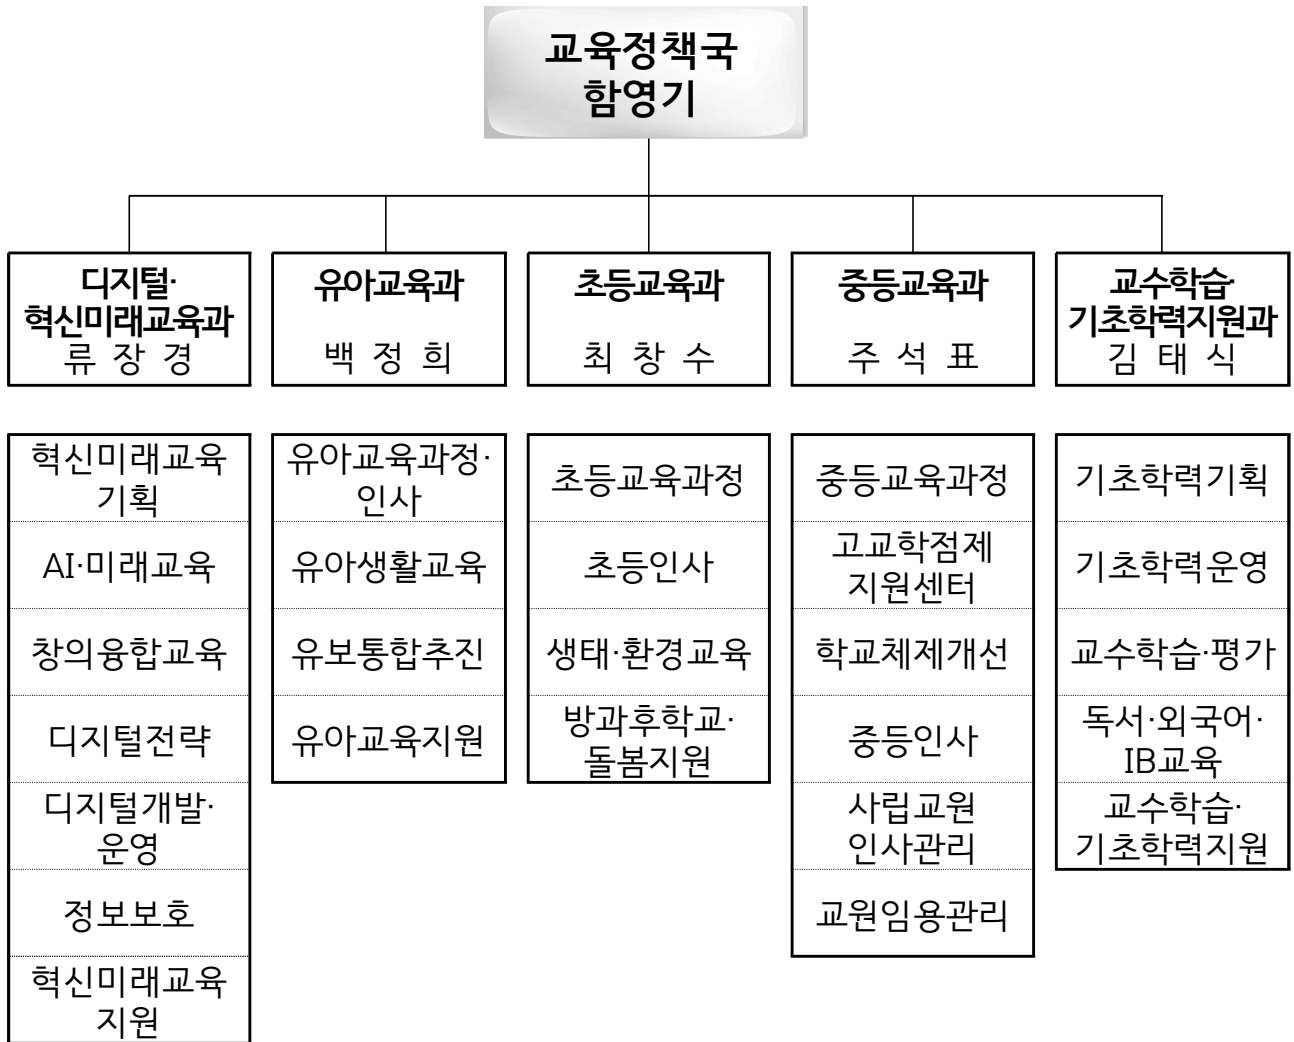 교육정책국
함영기
디지털·
혁신미래교육과
류 장 경
유아교육과
백 정 희
초등교육과
최 창 수
중등교육과
주 석 표
교수학습·
기초학력지원과
김 태 식
혁신미래교육
기획
AI·미래교육
창의융합교육
디지털전략
디지털개발·
운영
정보보호
혁신미래교육
지원
유아교육과정·
인사
유아생활교육
유보통합추진
유아교육지원
초등교육과정
초등인사
생태·환경교육
방과후학교·
돌봄지원
중등교육과정
고교학점제
지원센터
학교체제개선
중등인사
사립교원
인사관리
교원임용관리
기초학력기획
기초학력운영
교수학습·평가
독서·외국어·
IB교육
교수학습·
기초학력지원